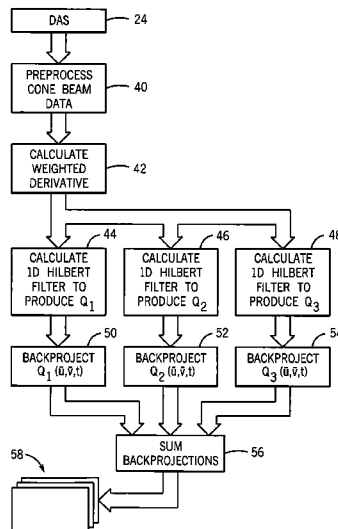 DAS
24
PREPROCESS
CONE BEAM
DATA
40
CALCULATE
WEIGHTED
DERIVATIVE
42
44
46
48
CALCULATE
1D HILBERT
FILTER TO
PRODUCE Q₁
CALCULATE
1D HILBERT
FILTER TO
PRODUCE Q₂
CALCULATE
1D HILBERT
FILTER TO
PRODUCE Q₃
50
52
54
BACKPROJECT
Q₁(ū,v̄,t)
BACKPROJECT
Q₂(ū,v̄,t)
BACKPROJECT
Q₃(ū,v̄,t)
SUM
BACKPROJECTIONS
56
58